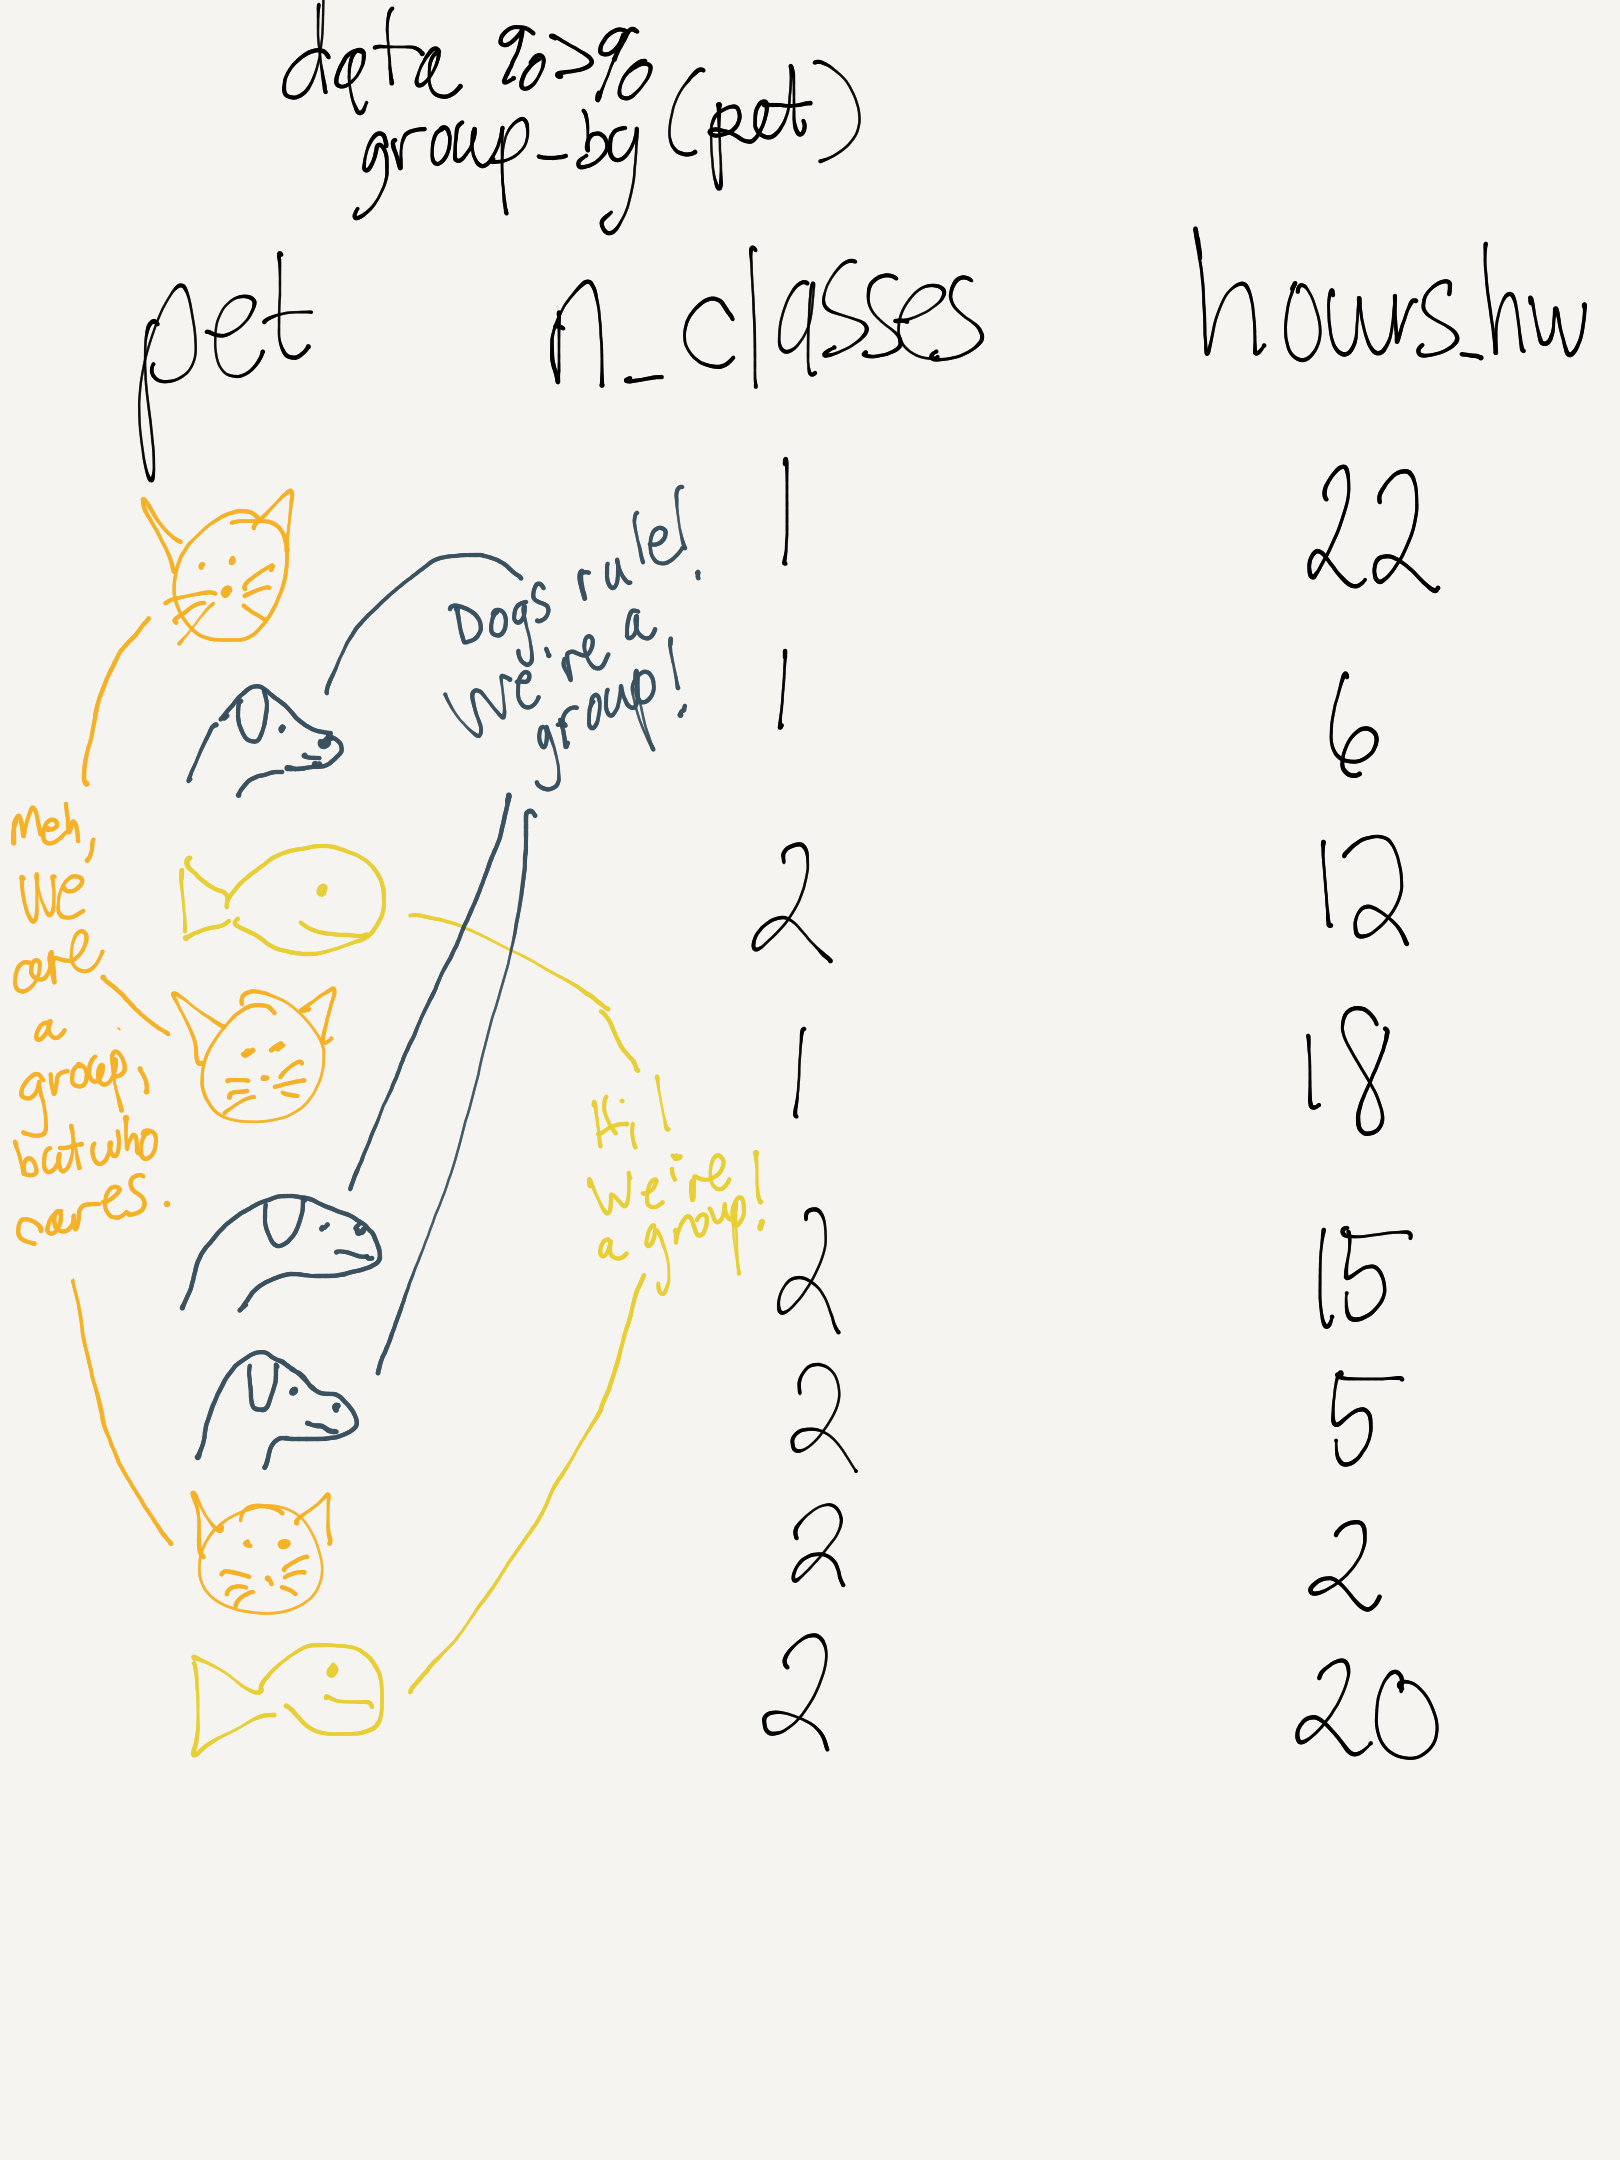 data %>%
group_by (pet)
pet n_classes hours_hw
1 22
Dogs rule!
We're a
group!
1 6
Meh,
We
are
a
group,
but who
cares.
2 12
1 18
Hi!
We're
a group!
2 15
2 5
2 2
2 20